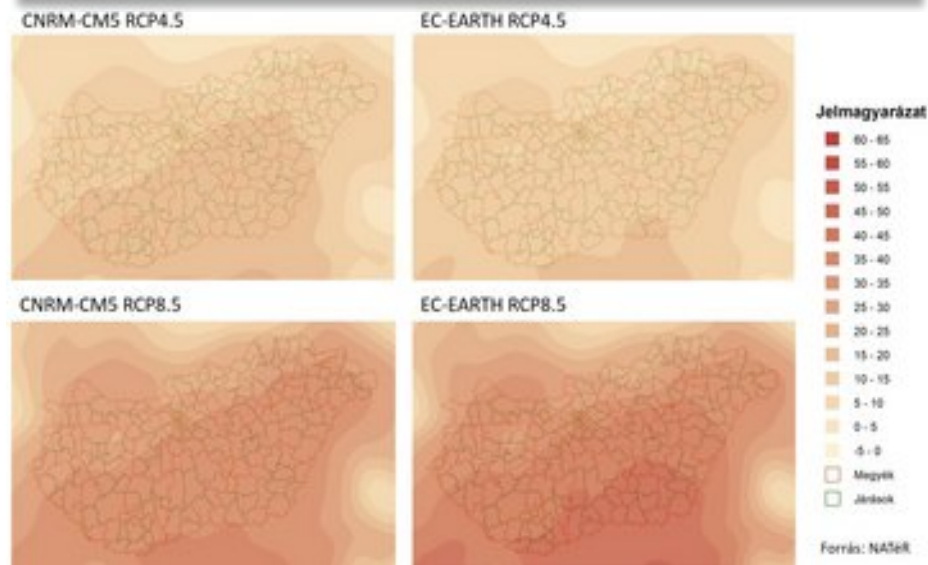 CNRM-CM5 RCP4.5
EC-EARTH RCP4.5
CNRM-CM5 RCP8.5
EC-EARTH RCP8.5
Jelmagyarázat
60 - 65
55 - 60
50 - 55
45 - 50
40 - 45
35 - 40
30 - 35
25 - 30
20 - 25
15 - 20
10 - 15
5 - 10
0 - 5
-5 - 0
Megyék
Járások
Forrás: NATéR